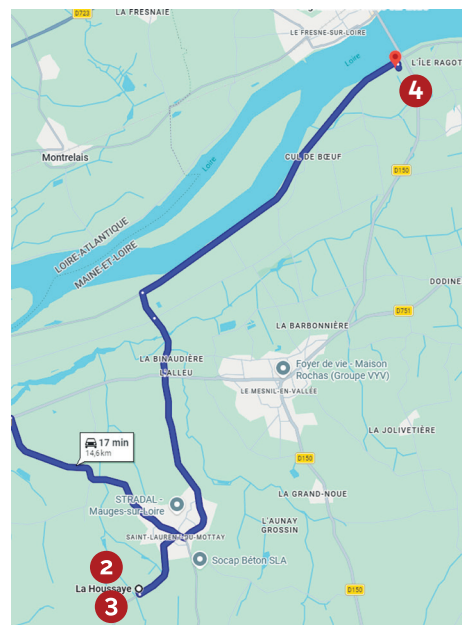 D723
LA FRESNAIE
LE FRESNE-SUR-LOIRE
Loire
L'ÎLE RAGOT
4
Montrelais
CUL DE BŒUF
D150
Loire
LOIRE-ATLANTIQUE
MAINE-ET-LOIRE
DODINE
D751
LA BARBONNIÈRE
LA BINAUDIÈRE
L'ALLEU
Foyer de vie - Maison
Rochas (Groupe VYV)
LE MESNIL-EN-VALLÉE
LA JOLIVETIÈRE
17 min
14,6 km
D150
STRADAL -
Mauges-sur-Loire
LA GRAND-NOUE
L'AUNAY
GROSSIN
SAINT-LAURENT-DU-MOTTAY
Socap Béton SLA
2
La Houssaye
D150
3